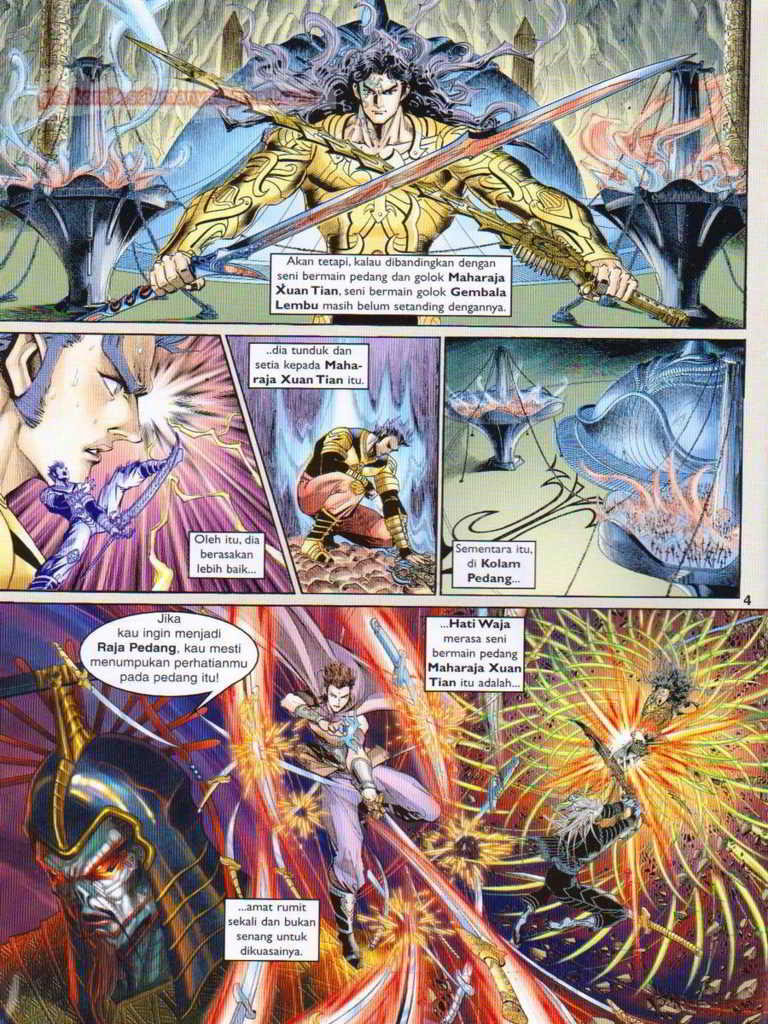 Akan tetapi, kalau dibandingkan dengan
seni bermain pedang dan golok Maharaja
Xuan Tian, seni bermain golok Gembala
Lembu masih belum setanding dengannya.
Oleh itu, dia
berasakan
lebih baik...
..dia tunduk dan
setia kepada Maha-
raja Xuan Tian itu.
Sementara itu,
di Kolam
Pedang...
4
Jika
kau ingin menjadi
Raja Pedang, kau mesti
menumpukan perhatianmu
pada pedang itu!
...Hati Waja
merasa seni
bermain pedang
Maharaja Xuan
Tian itu adalah...
...amat rumit
sekali dan bukan
senang untuk
dikuasainya.